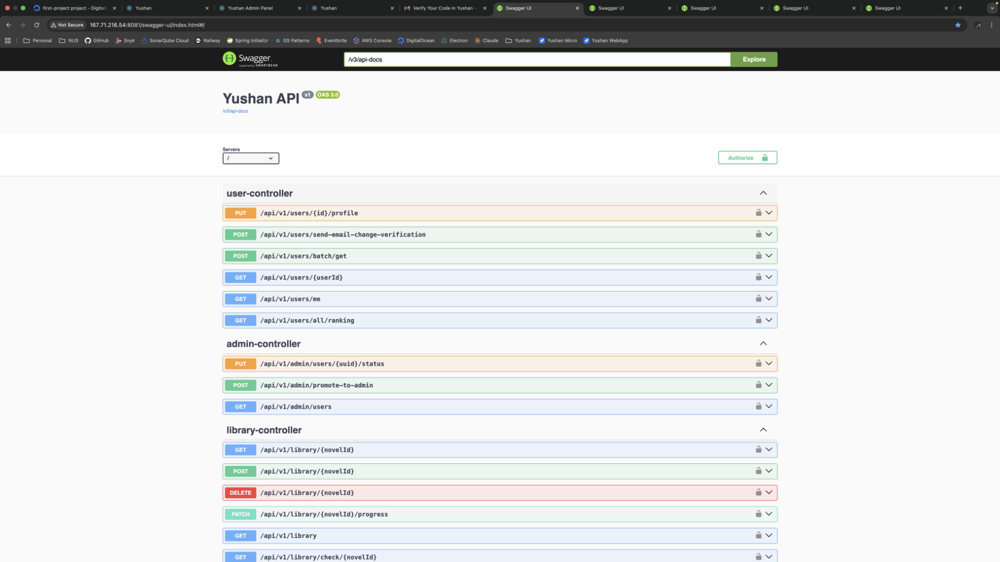 first-project project - Digital
Yushan
Yushan Admin Panel
Yushan
Verify Your Code in Yushan -
Swagger UI
Swagger UI
Swagger UI
Swagger UI
Swagger UI
Not Secure
167.71.216.54:8081/swagger-ui/index.html#/
Personal
NUS
GitHub
Snyk
SonarQube Cloud
Railway
Spring Initializr
GS Patterns
Eventbrite
AWS Console
DigitalOcean
Electron
Claude
Yushan
Yushan Micro
Yushan WebApp
Swagger.
Supported by SMARTBEAR
/v3/api-docs
Explore
Yushan API v1 OAS 3.0
/v3/api-docs
Servers
/
Authorize
user-controller
PUT /api/v1/users/{id}/profile
POST /api/v1/users/send-email-change-verification
POST /api/v1/users/batch/get
GET /api/v1/users/{userId}
GET /api/v1/users/me
GET /api/v1/users/all/ranking
admin-controller
PUT /api/v1/admin/users/{uuid}/status
POST /api/v1/admin/promote-to-admin
GET /api/v1/admin/users
library-controller
GET /api/v1/library/{novelId}
POST /api/v1/library/{novelId}
DELETE /api/v1/library/{novelId}
PATCH /api/v1/library/{novelId}/progress
GET /api/v1/library
GET /api/v1/library/check/{novelId}